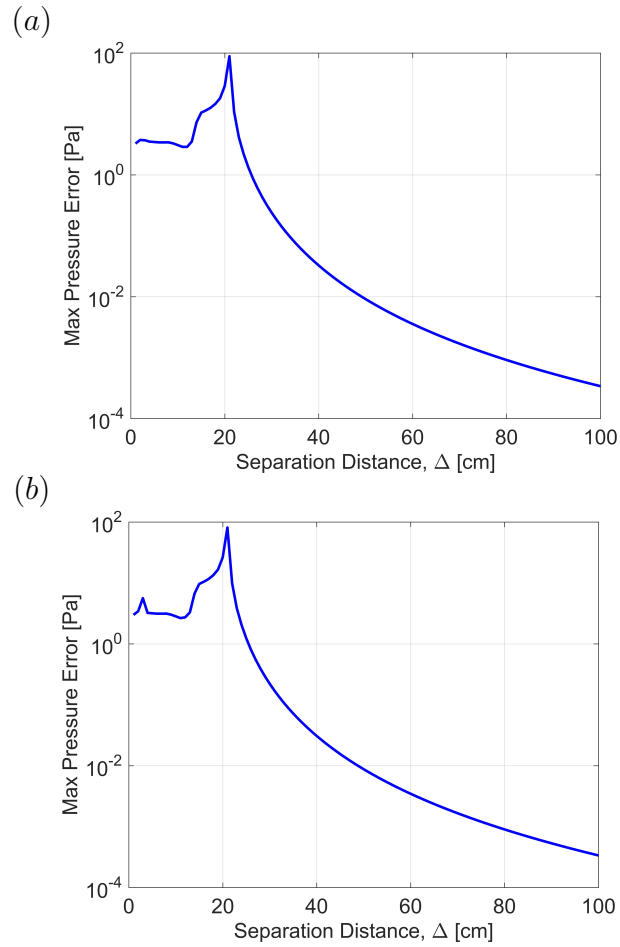 (a)
10^2
10^0
10^-2
10^-4
Max Pressure Error [Pa]
0 20 40 60 80 100
Separation Distance, Δ [cm]
(b)
10^2
10^0
10^-2
10^-4
Max Pressure Error [Pa]
0 20 40 60 80 100
Separation Distance, Δ [cm]